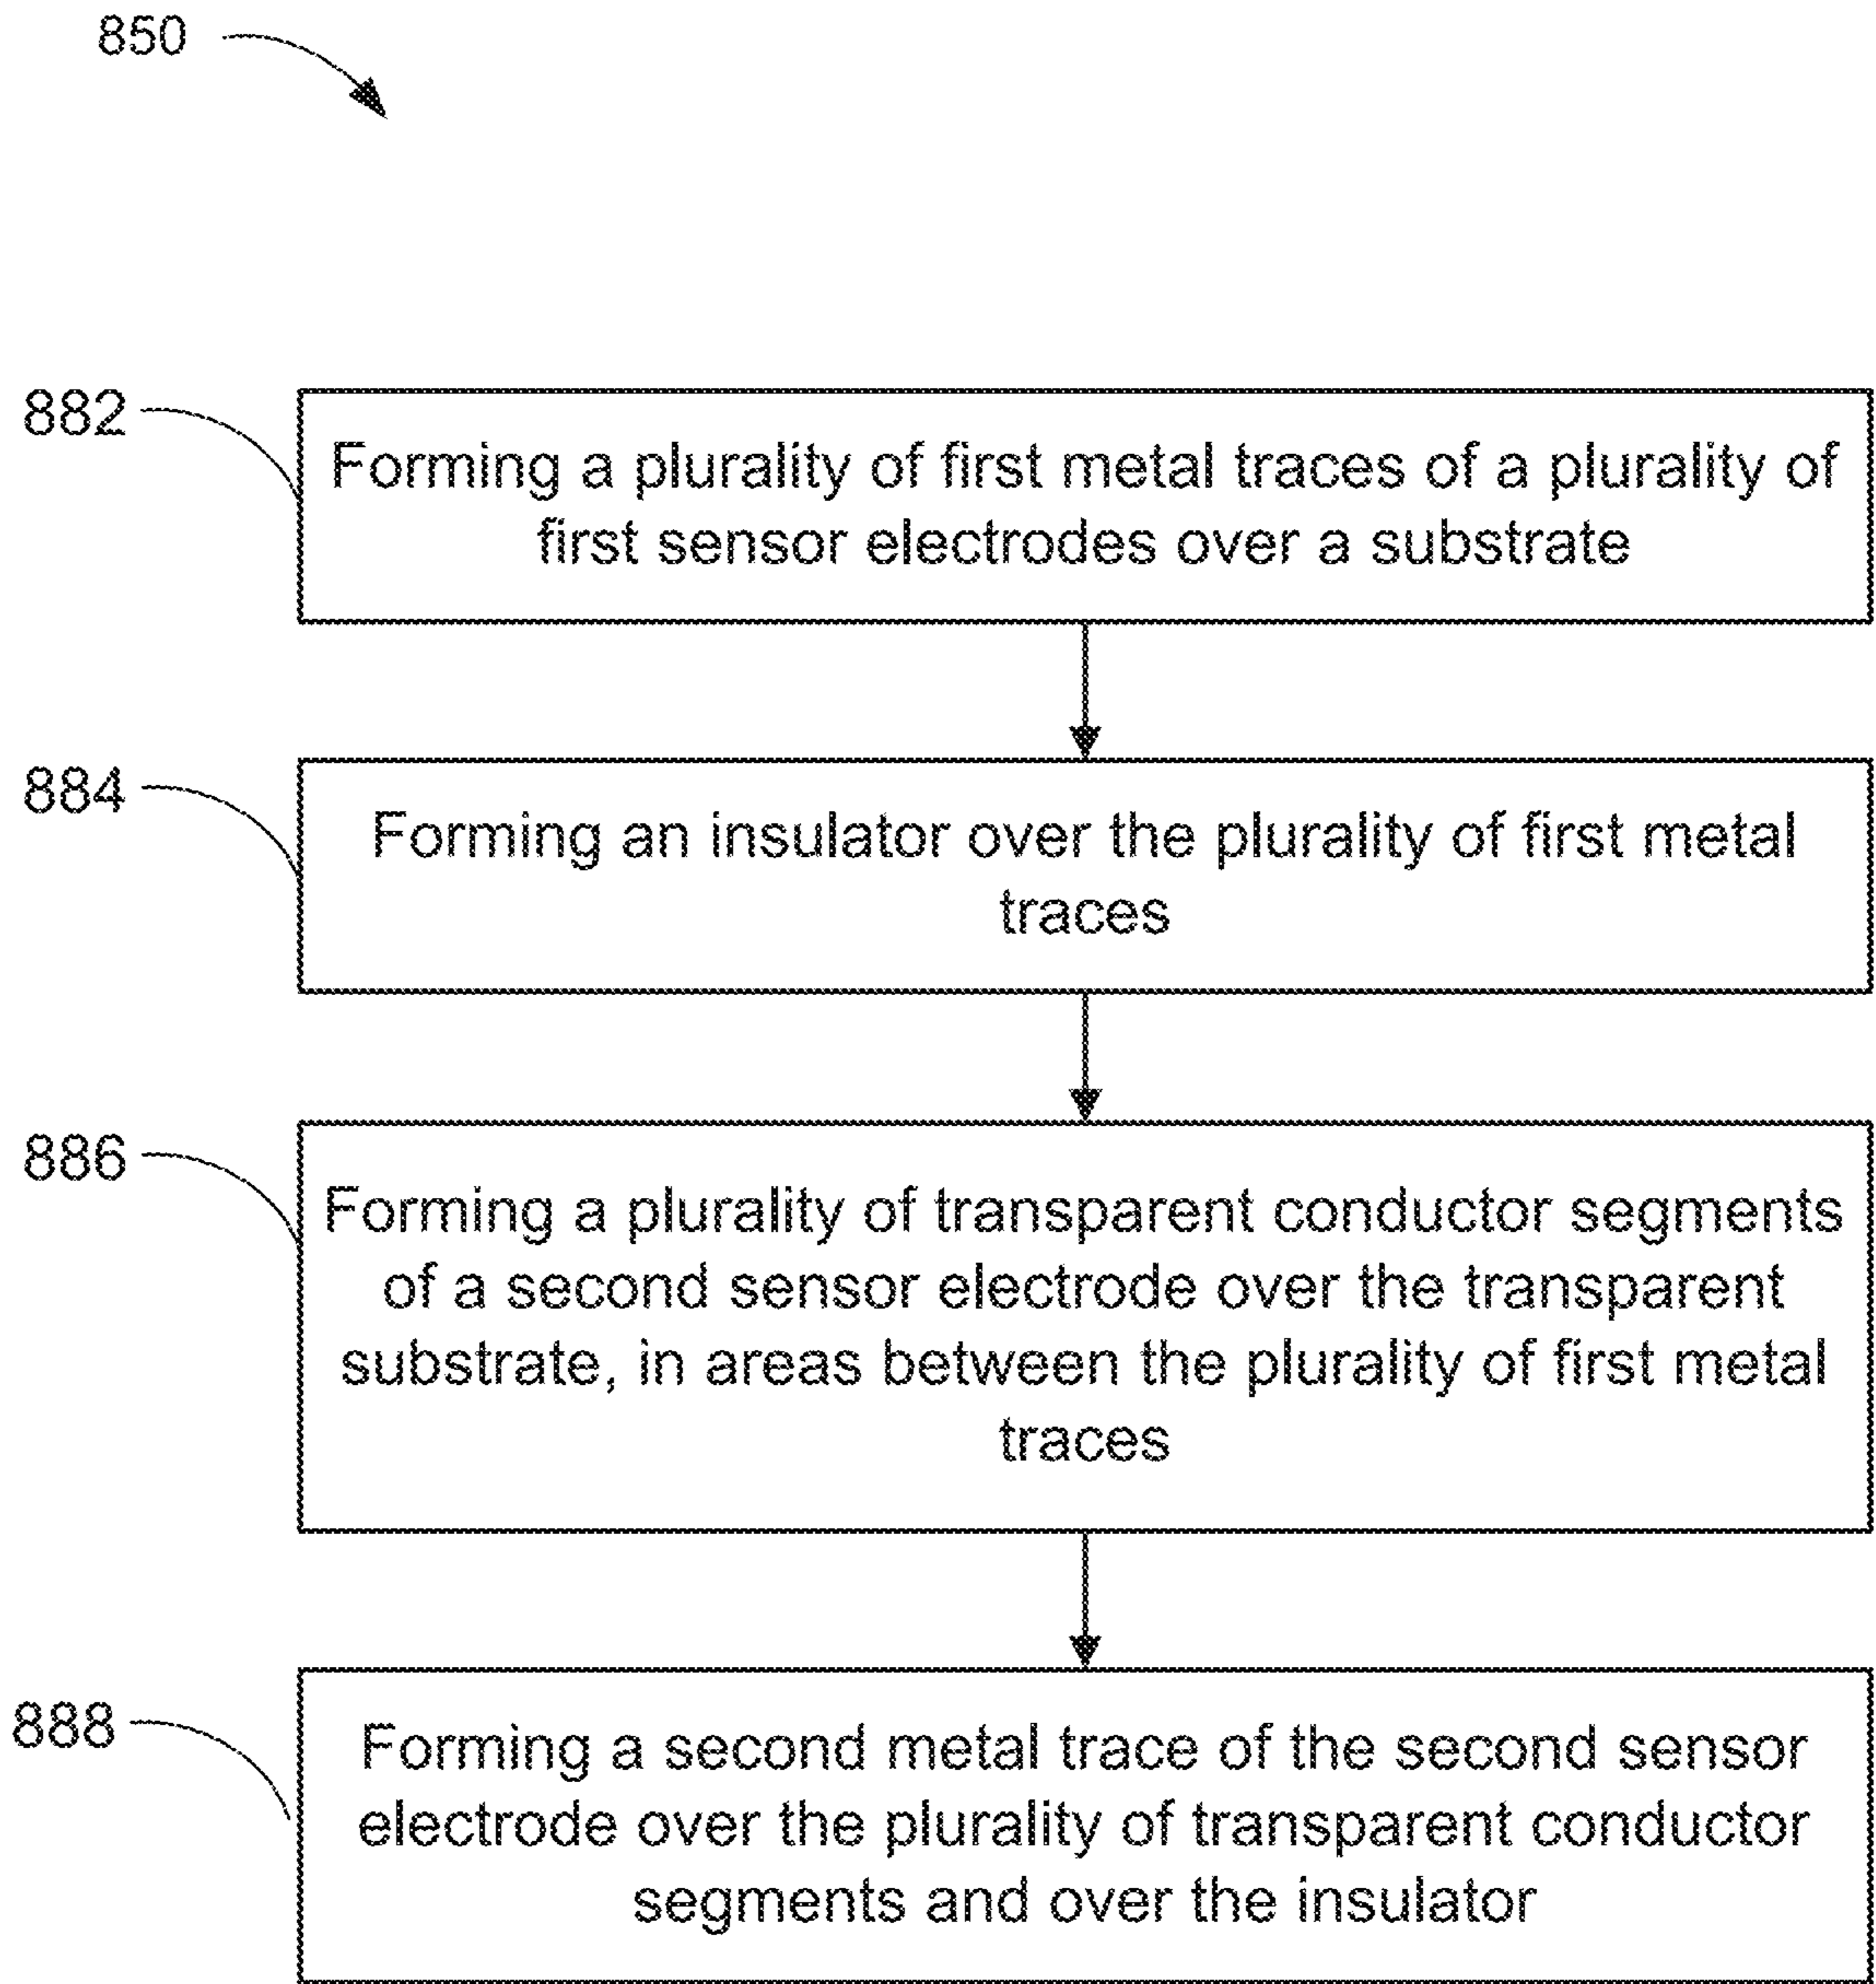 850
882
Forming a plurality of first metal traces of a plurality of
first sensor electrodes over a substrate
884
Forming an insulator over the plurality of first metal
traces
886
Forming a plurality of transparent conductor segments
of a second sensor electrode over the transparent
substrate, in areas between the plurality of first metal
traces
888
Forming a second metal trace of the second sensor
electrode over the plurality of transparent conductor
segments and over the insulator